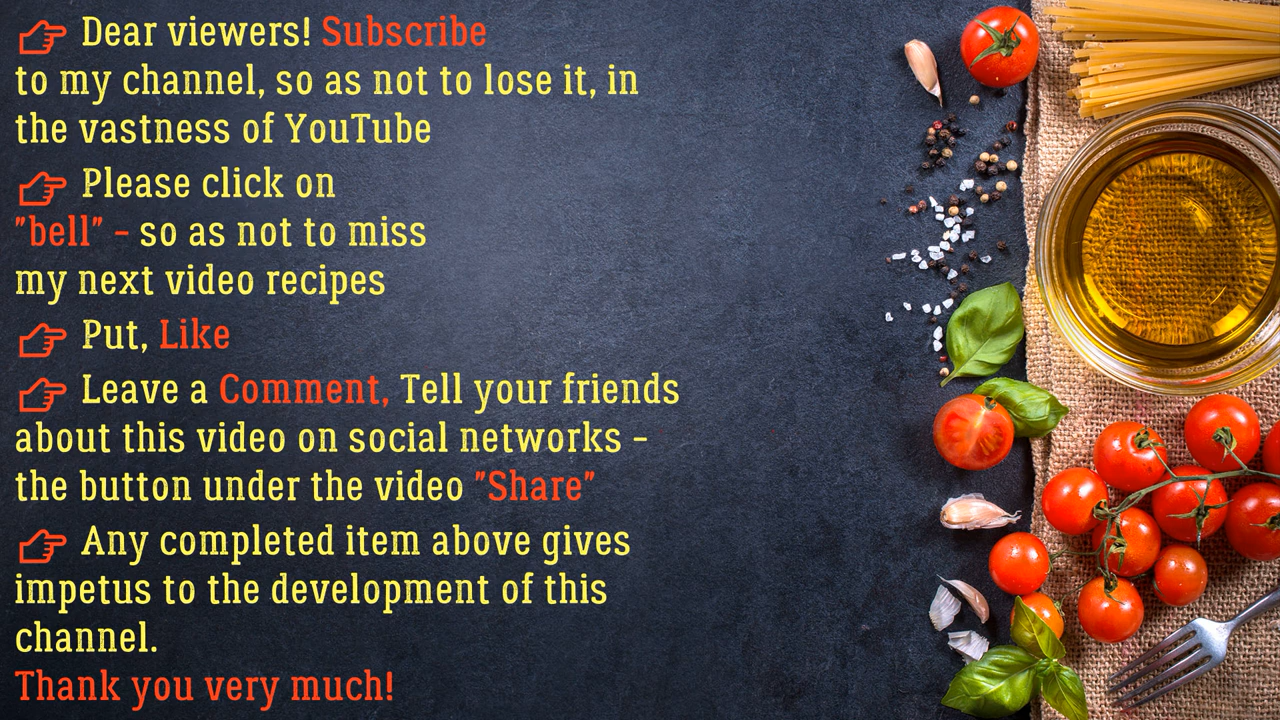 Dear viewers! Subscribe
to my channel, so as not to lose it, in
the vastness of YouTube
Please click on
"bell" - so as not to miss
my next video recipes
Put, Like
Leave a Comment, Tell your friends
about this video on social networks -
the button under the video "Share"
Any completed item above gives
impetus to the development of this
channel.
Thank you very much!